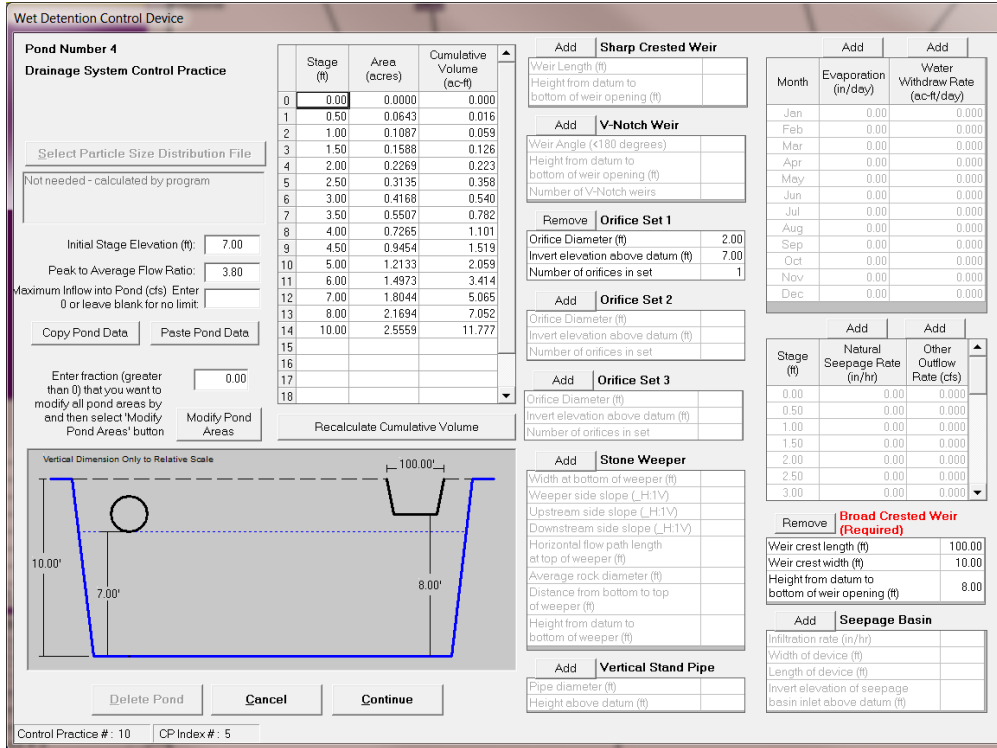 Wet Detention Control Device
Pond Number 4
Drainage System Control Practice
Select Particle Size Distribution File
Not needed - calculated by program
Initial Stage Elevation (ft): 7.00
Peak to Average Flow Ratio: 3.80
Maximum Inflow into Pond (cfs) Enter
0 or leave blank for no limit:
Copy Pond Data Paste Pond Data
Enter fraction (greater
than 0) that you want to
modify all pond areas by
and then select 'Modify
Pond Areas' button
0.00
Modify Pond
Areas
Stage
(ft)
Area
(acres)
Cumulative
Volume
(ac-ft)
0 0.00 0.0000 0.000
1 0.50 0.0643 0.016
2 1.00 0.1087 0.059
3 1.50 0.1588 0.126
4 2.00 0.2269 0.223
5 2.50 0.3135 0.358
6 3.00 0.4168 0.540
7 3.50 0.5507 0.782
8 4.00 0.7265 1.101
9 4.50 0.9454 1.519
10 5.00 1.2133 2.059
11 6.00 1.4973 3.414
12 7.00 1.8044 5.065
13 8.00 2.1694 7.052
14 10.00 2.5559 11.777
15
16
17
18
Recalculate Cumulative Volume
Vertical Dimension Only to Relative Scale
100.00'
10.00'
7.00'
8.00'
Delete Pond Cancel Continue
Control Practice #: 10 CP Index #: 5
Add Sharp Crested Weir
Weir Length (ft)
Height from datum to
bottom of weir opening (ft)
Add V-Notch Weir
Weir Angle (<180 degrees)
Height from datum to
bottom of weir opening (ft)
Number of V-Notch weirs
Remove Orifice Set 1
Orifice Diameter (ft) 2.00
Invert elevation above datum (ft) 7.00
Number of orifices in set 1
Add Orifice Set 2
Orifice Diameter (ft)
Invert elevation above datum (ft)
Number of orifices in set
Add Orifice Set 3
Orifice Diameter (ft)
Invert elevation above datum (ft)
Number of orifices in set
Add Stone Weeper
Width at bottom of weeper (ft)
Weeper side slope (_H:1V)
Upstream side slope (_H:1V)
Downstream side slope (_H:1V)
Horizontal flow path length
at top of weeper (ft)
Average rock diameter (ft)
Distance from bottom to top
of weeper (ft)
Height from datum to
bottom of weeper (ft)
Add Vertical Stand Pipe
Pipe diameter (ft)
Height above datum (ft)
Add Add
Month
Evaporation
(in/day)
Water
Withdraw Rate
(ac-ft/day)
Jan 0.00 0.000
Feb 0.00 0.000
Mar 0.00 0.000
Apr 0.00 0.000
May 0.00 0.000
Jun 0.00 0.000
Jul 0.00 0.000
Aug 0.00 0.000
Sep 0.00 0.000
Oct 0.00 0.000
Nov 0.00 0.000
Dec 0.00 0.000
Add Add
Stage
(ft)
Natural
Seepage Rate
(in/hr)
Other
Outflow
Rate (cfs)
0.00 0.00 0.000
0.50 0.00 0.000
1.00 0.00 0.000
1.50 0.00 0.000
2.00 0.00 0.000
2.50 0.00 0.000
3.00 0.00 0.000
Remove Broad Crested Weir
(Required)
Weir crest length (ft) 100.00
Weir crest width (ft) 10.00
Height from datum to
bottom of weir opening (ft) 8.00
Add Seepage Basin
Infiltration rate (in/hr)
Width of device (ft)
Length of device (ft)
Invert elevation of seepage
basin inlet above datum (ft)